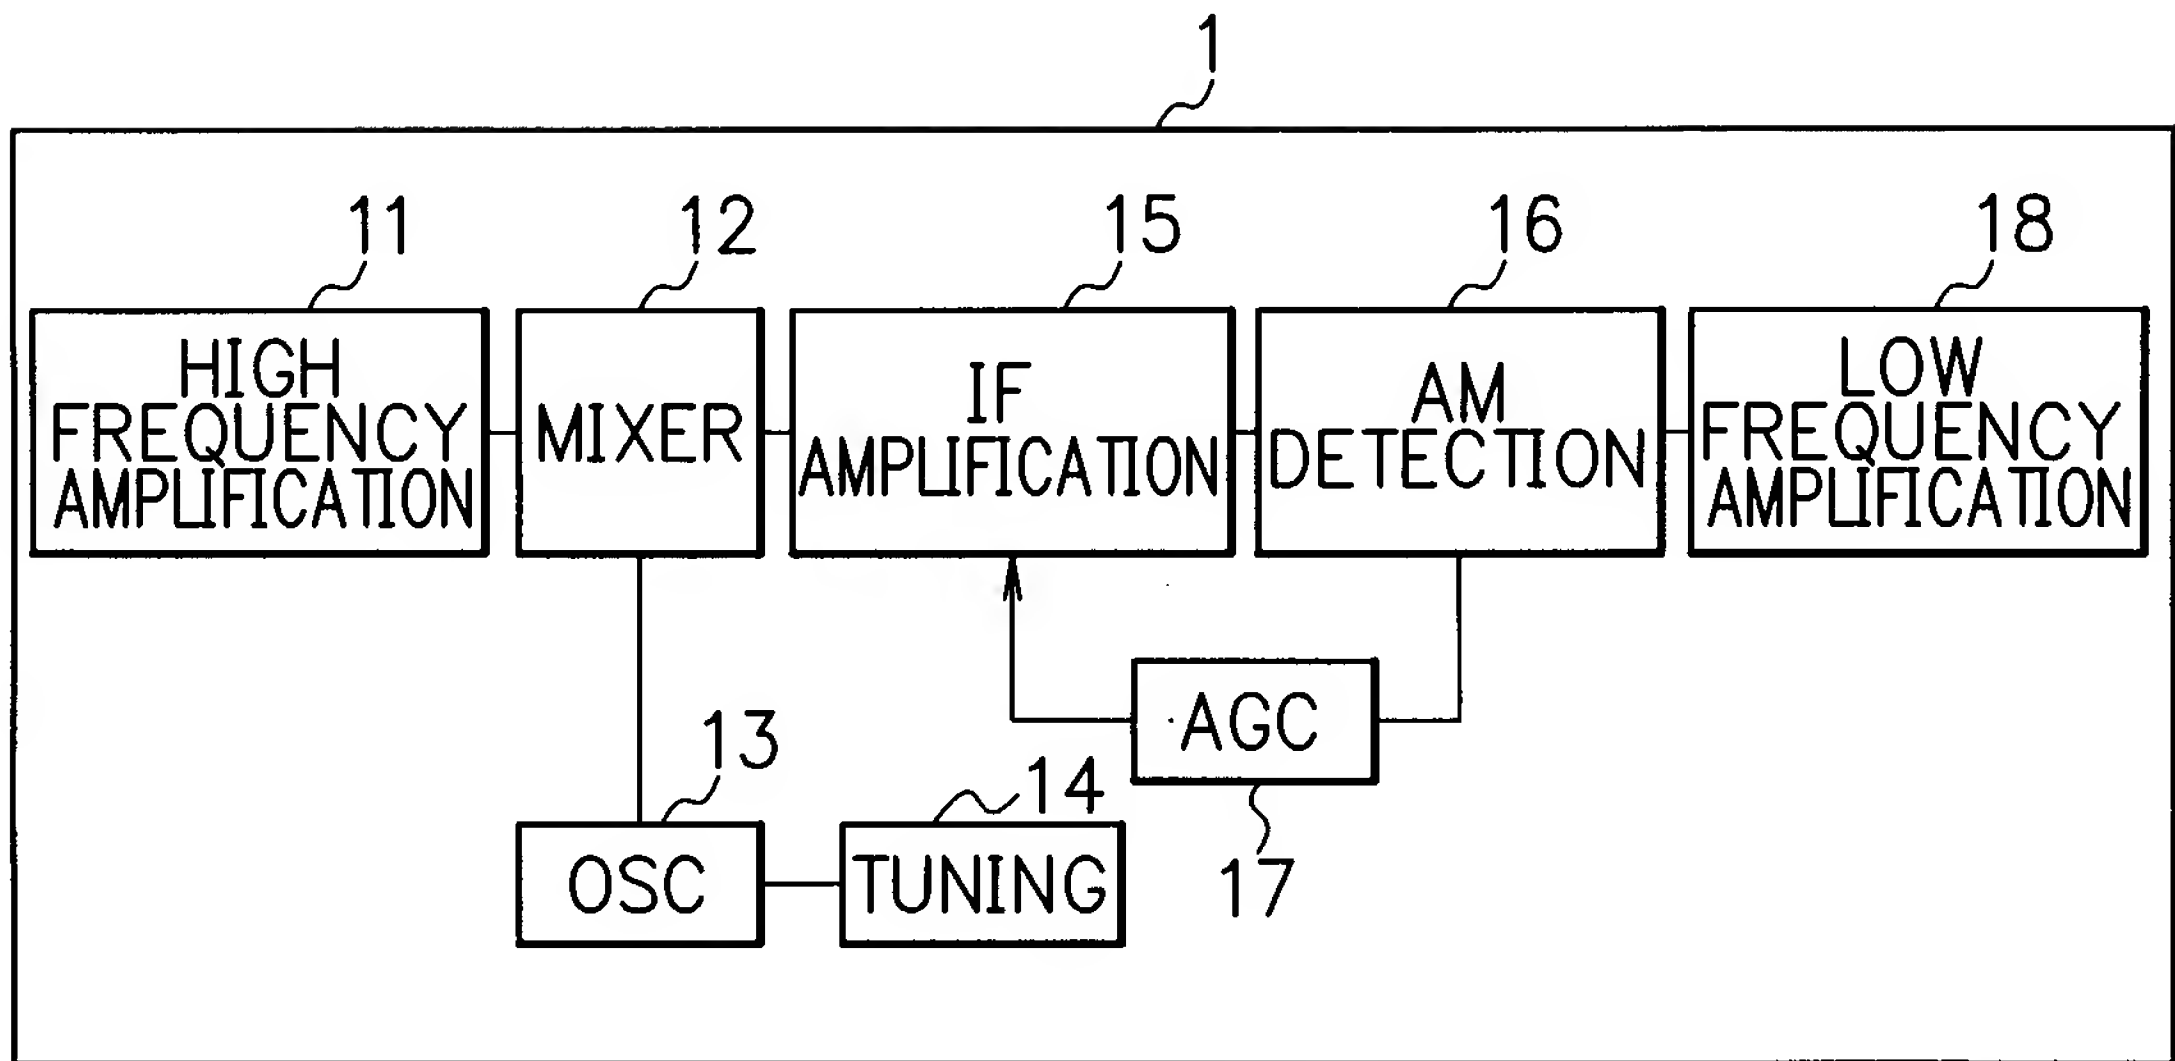 1
11
12
15
16
18
HIGH
FREQUENCY
AMPLIFICATION
MIXER
IF
AMPLIFICATION
AM
DETECTION
LOW
FREQUENCY
AMPLIFICATION
AGC
13
14
17
OSC
TUNING